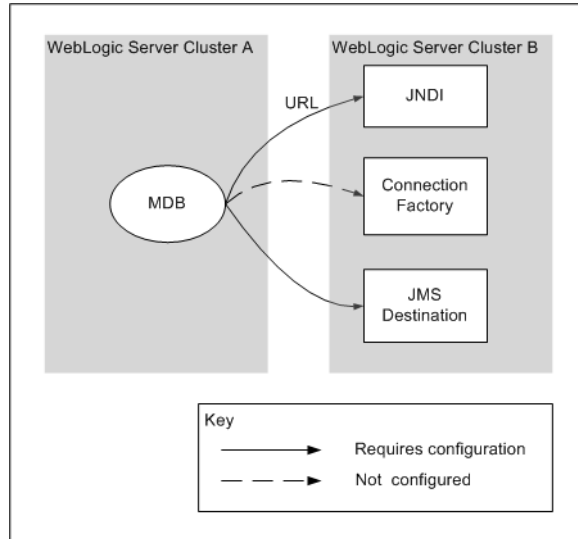 WebLogic Server Cluster A
WebLogic Server Cluster B
URL
JNDI
MDB
Connection
Factory
JMS
Destination
Key
Requires configuration
Not configured